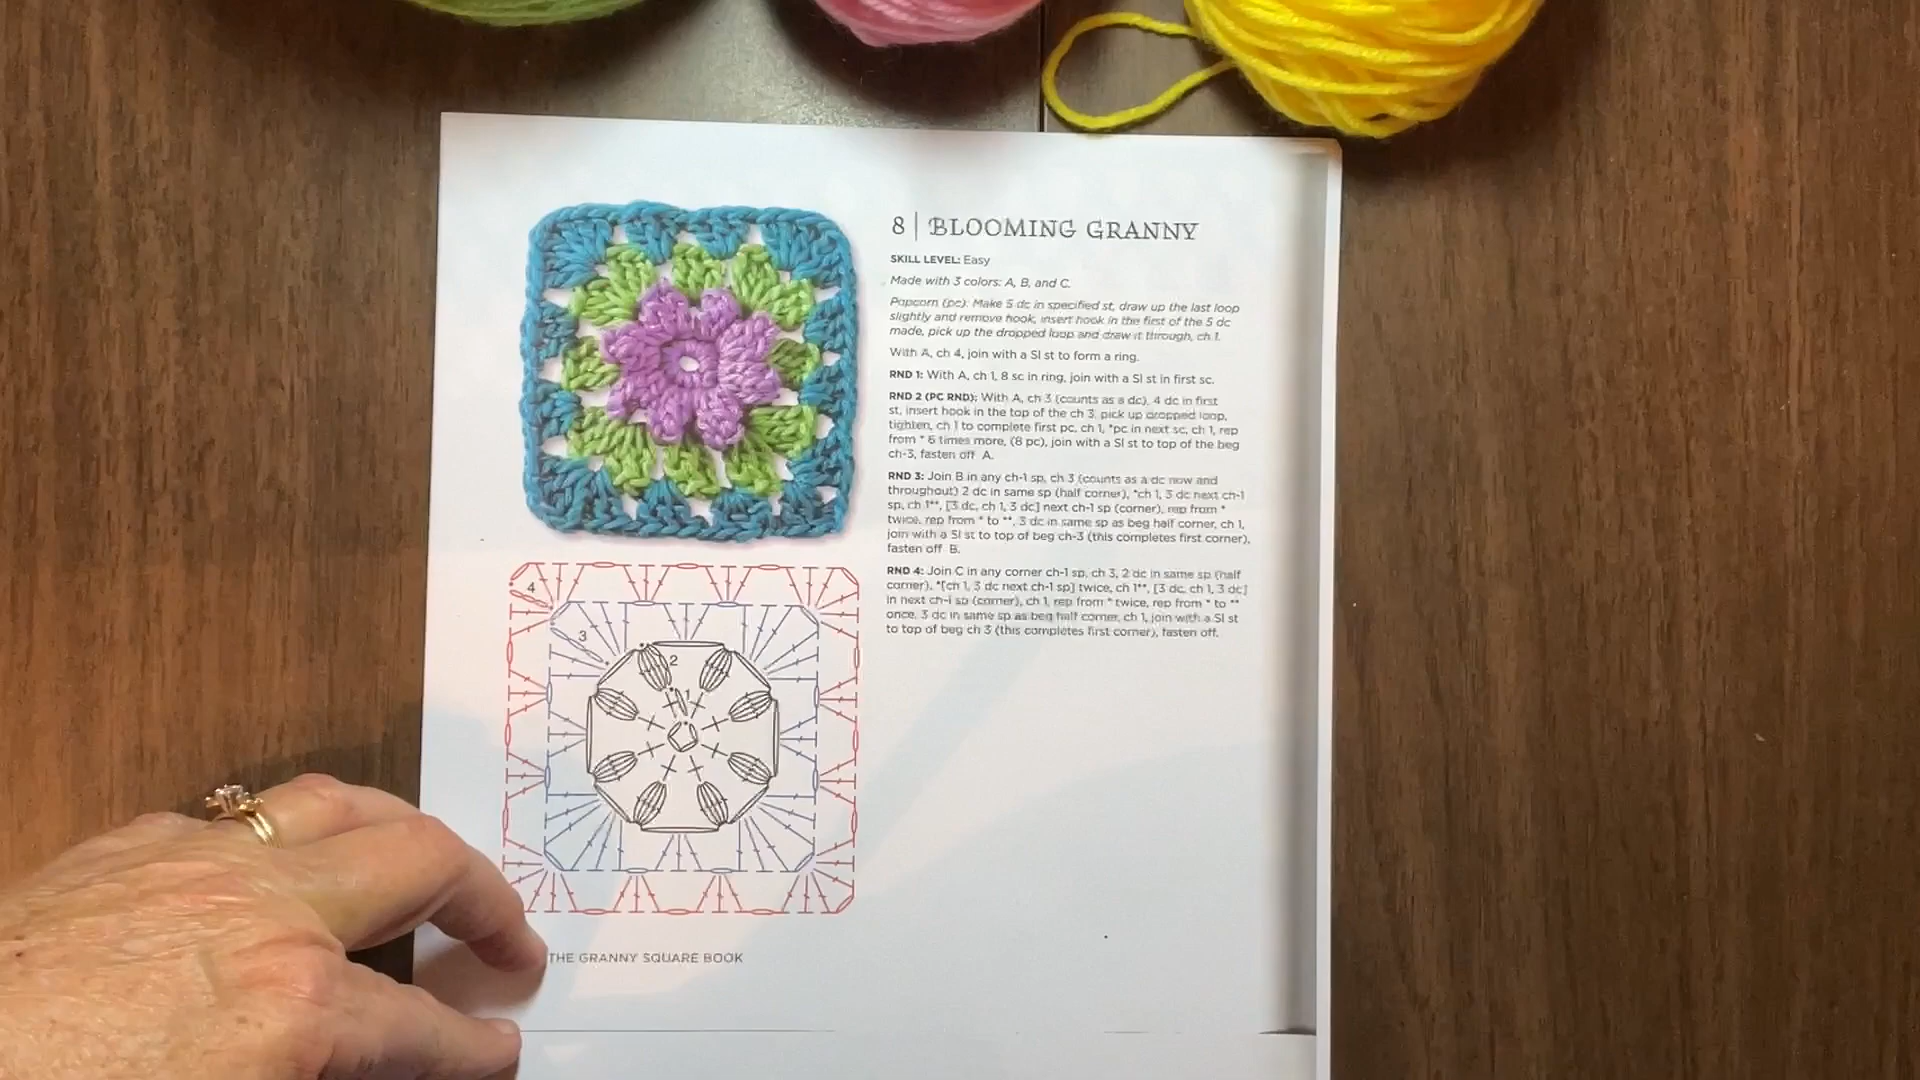 8 | BLOOMING GRANNY
SKILL LEVEL: Easy
Made with 3 colors: A, B, and C.
Popcorn (pc): Make 5 dc in specified st, draw up the last loop
slightly and remove hook, insert hook in the first of the 5 dc
made, pick up the dropped loop and draw it through, ch 1.
With A, ch 4, join with a Sl st to form a ring.
RND 1: With A, ch 1, 8 sc in ring, join with a Sl st in first sc.
RND 2 (PC RND): With A, ch 3 (counts as a dc), 4 dc in first
st, insert hook in the top of the ch 3, pick up dropped loop,
tighten, ch 1 to complete first pc, ch 1, *pc in next sc, ch 1, rep
from * 6 times more, (8 pc), join with a Sl st to top of the beg
ch-3, fasten off A.
RND 3: Join B in any ch-1 sp, ch 3 (counts as a dc now and
throughout) 2 dc in same sp (half corner), *ch 1, 3 dc next ch-1
sp, ch 1**, [3 dc, ch 1, 3 dc] next ch-1 sp (corner), rep from *
twice, rep from * to **, 3 dc in same sp as beg half corner, ch 1,
join with a Sl st to top of beg ch-3 (this completes first corner),
fasten off B.
RND 4: Join C in any corner ch-1 sp, ch 3, 2 dc in same sp (half
corner), *[ch 1, 3 dc next ch-1 sp] twice, ch 1**, [3 dc, ch 1, 3 dc]
in next ch-1 sp (corner), ch 1, rep from * twice, rep from * to **
once, 3 dc in same sp as beg half corner, ch 1, join with a Sl st
to top of beg ch 3 (this completes first corner), fasten off.
4
3
2
1
THE GRANNY SQUARE BOOK